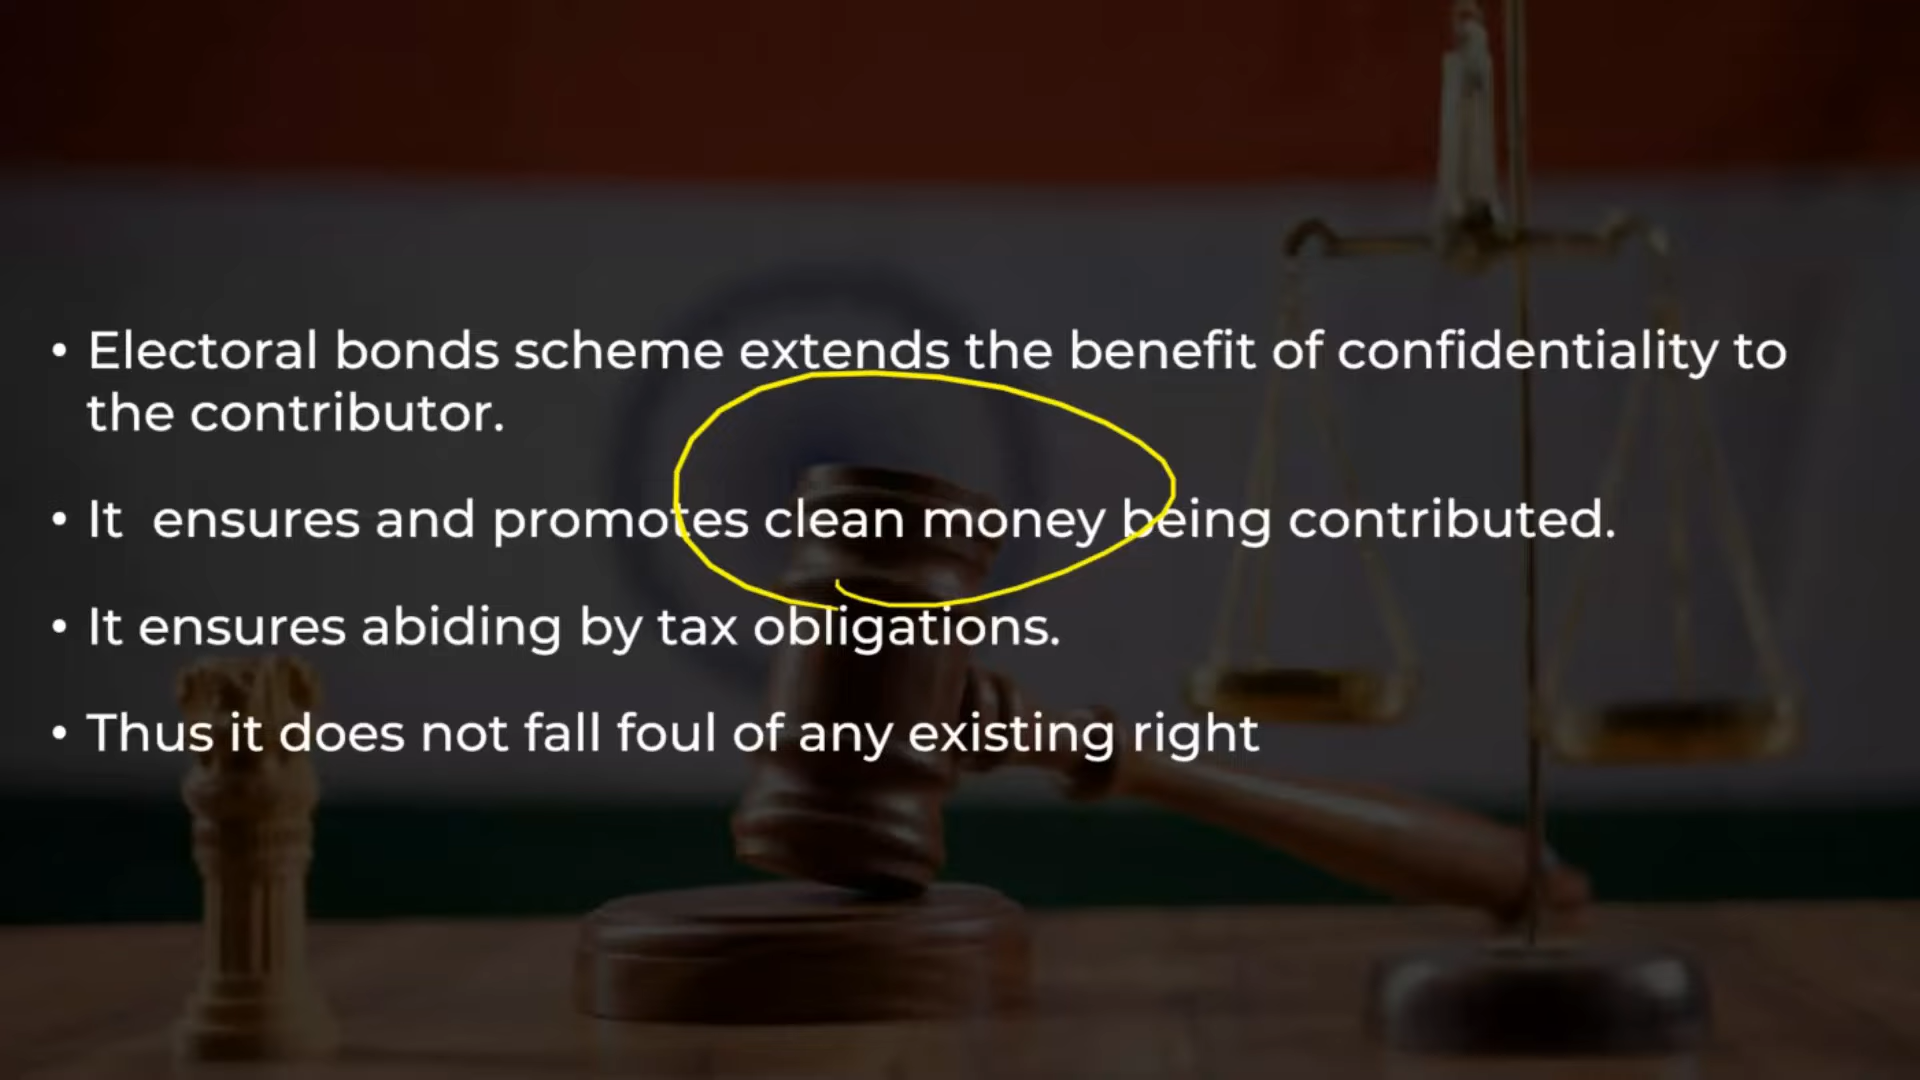 • Electoral bonds scheme extends the benefit of confidentiality to
the contributor.
• It  ensures and promotes clean money being contributed.
• It ensures abiding by tax obligations.
• Thus it does not fall foul of any existing right